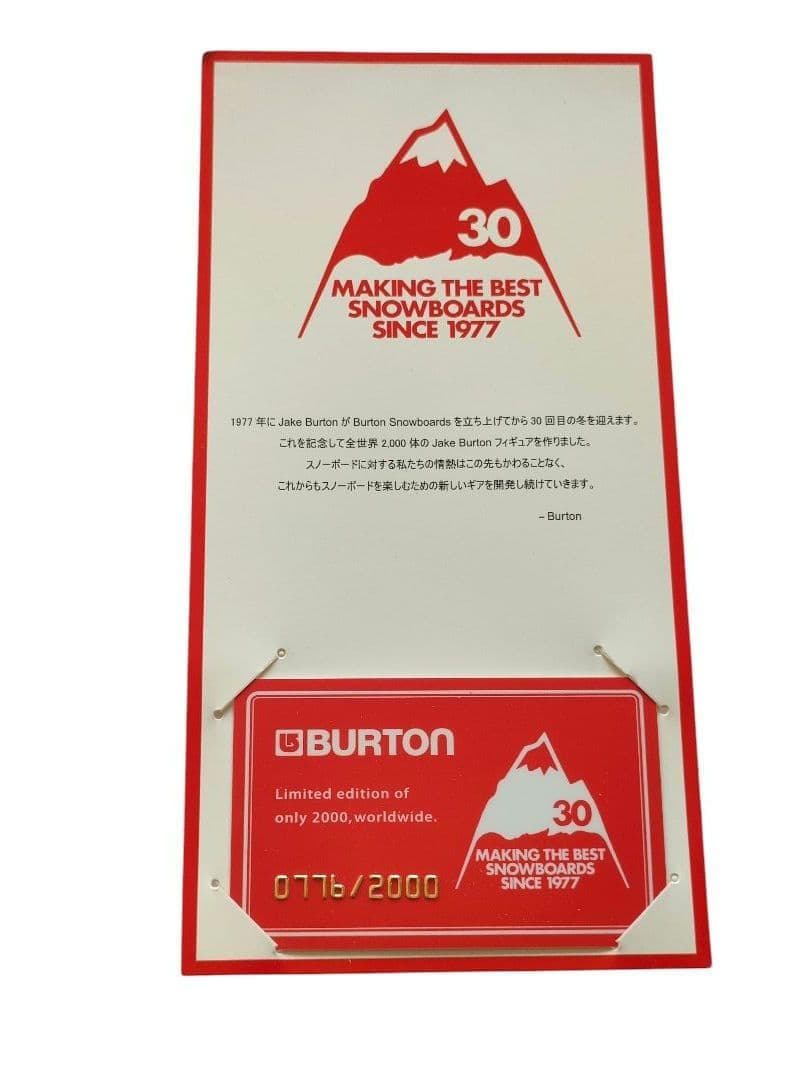 30
MAKING THE BEST
SNOWBOARDS
SINCE 1977
1977 年に Jake Burton が Burton Snowboards を立ち上げてから 30 回目の冬を迎えます。
これを記念して全世界 2,000 体の Jake Burton フィギュアを作りました。
スノーボードに対する私たちの情熱はこの先もかわることなく、
これからもスノーボードを楽しむための新しいギアを開発し続けていきます。
– Burton
BURTON
Limited edition of
only 2000, worldwide.
0776/2000
30
MAKING THE BEST
SNOWBOARDS
SINCE 1977